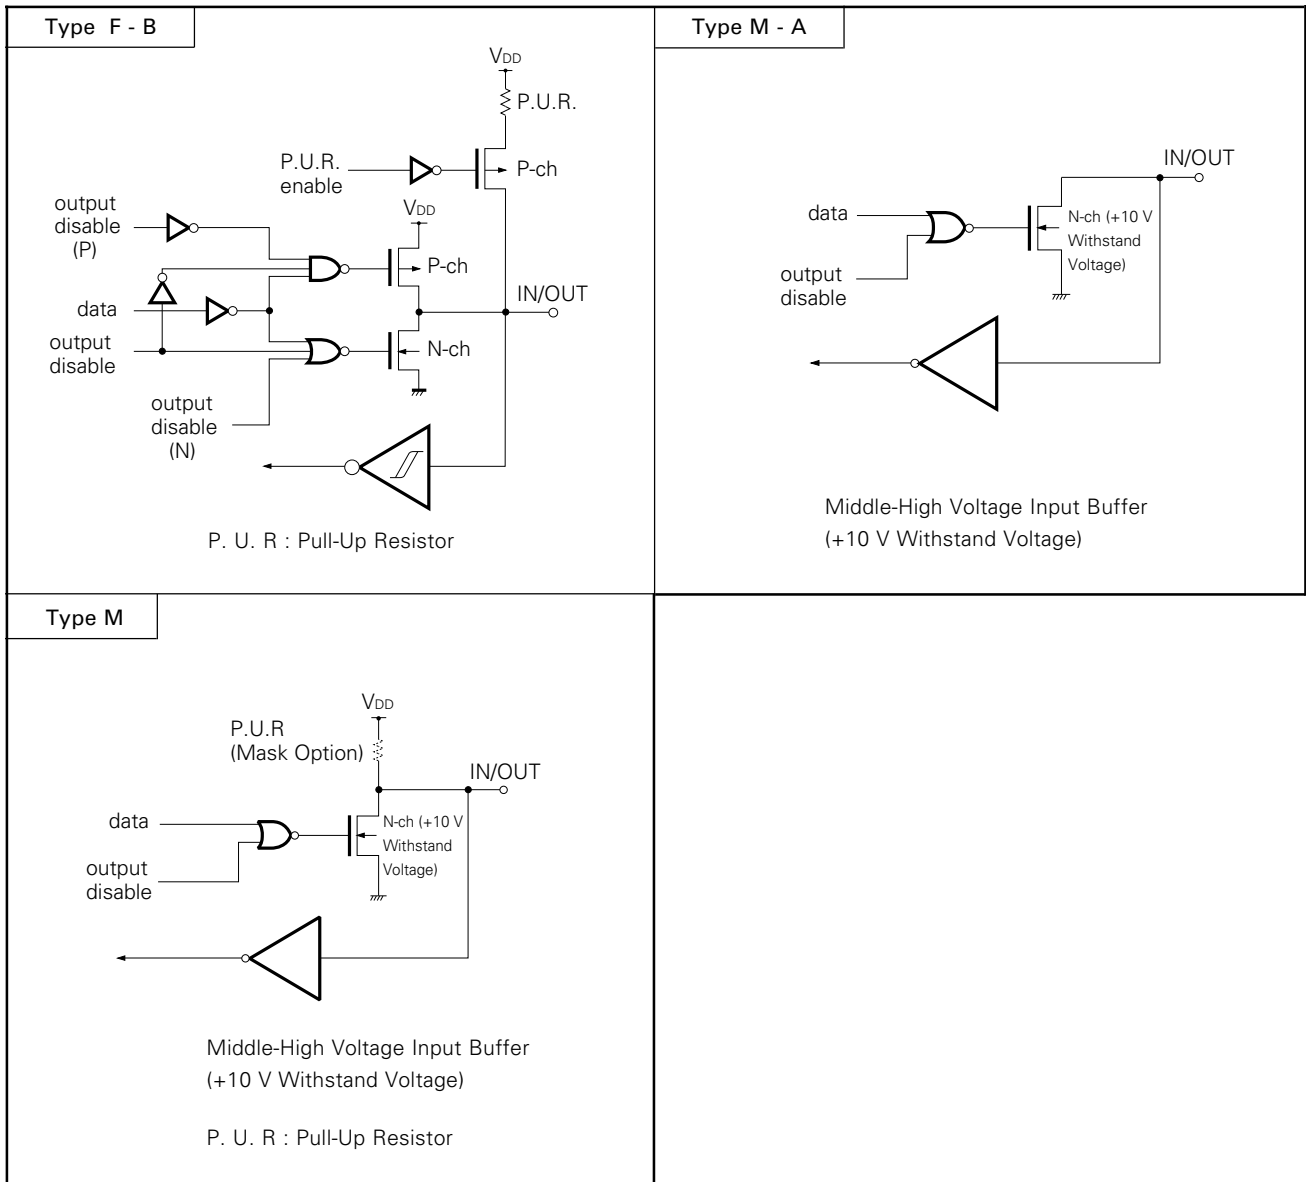 Type F - B
VDD
P.U.R.
P.U.R.
enable
P-ch
output
disable
(P)
VDD
P-ch
data
IN/OUT
output
disable
N-ch
output
disable
(N)
P. U. R : Pull-Up Resistor
Type M - A
IN/OUT
data
N-ch (+10 V
Withstand
Voltage)
output
disable
Middle-High Voltage Input Buffer
(+10 V Withstand Voltage)
Type M
VDD
P.U.R
(Mask Option)
IN/OUT
data
N-ch (+10 V
Withstand
Voltage)
output
disable
Middle-High Voltage Input Buffer
(+10 V Withstand Voltage)
P. U. R : Pull-Up Resistor